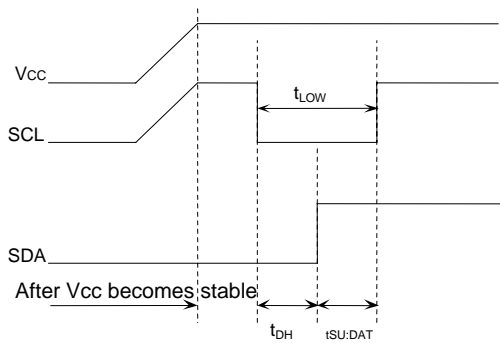 VCC
tLOW
SCL
SDA
After Vcc becomes stable
tDH
tSU:DAT